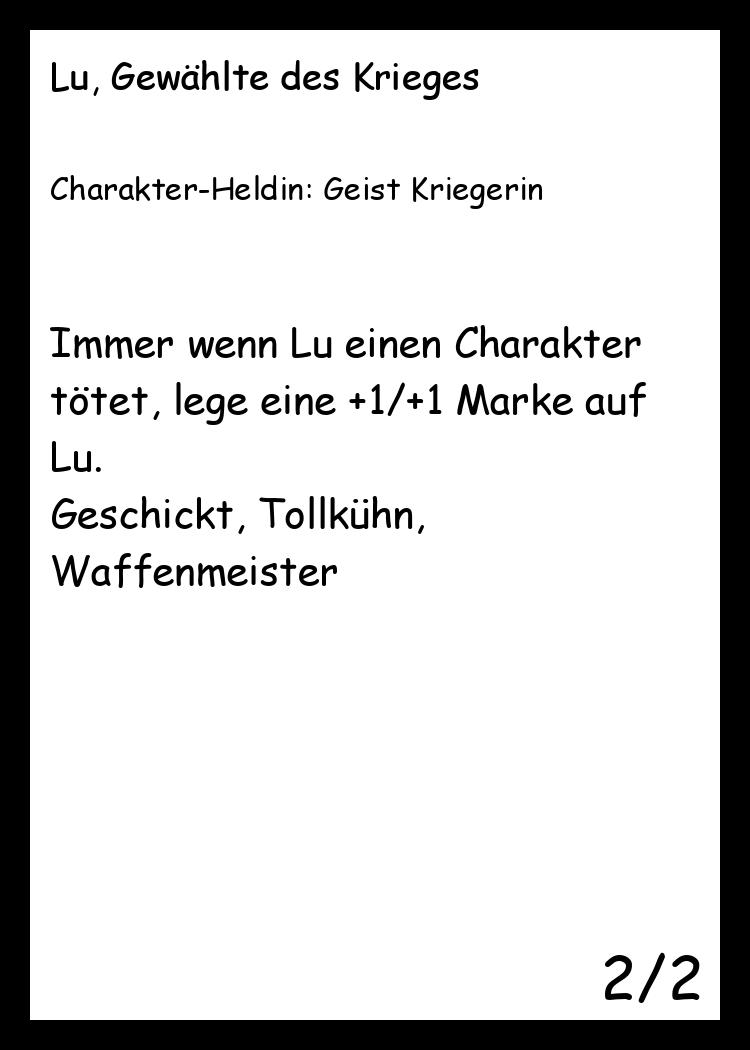 Lu, Gewählte des Krieges
Charakter-Heldin: Geist Kriegerin
Immer wenn Lu einen Charakter
tötet, lege eine +1/+1 Marke auf
Lu.
Geschickt, Tollkühn,
Waffenmeister
2/2